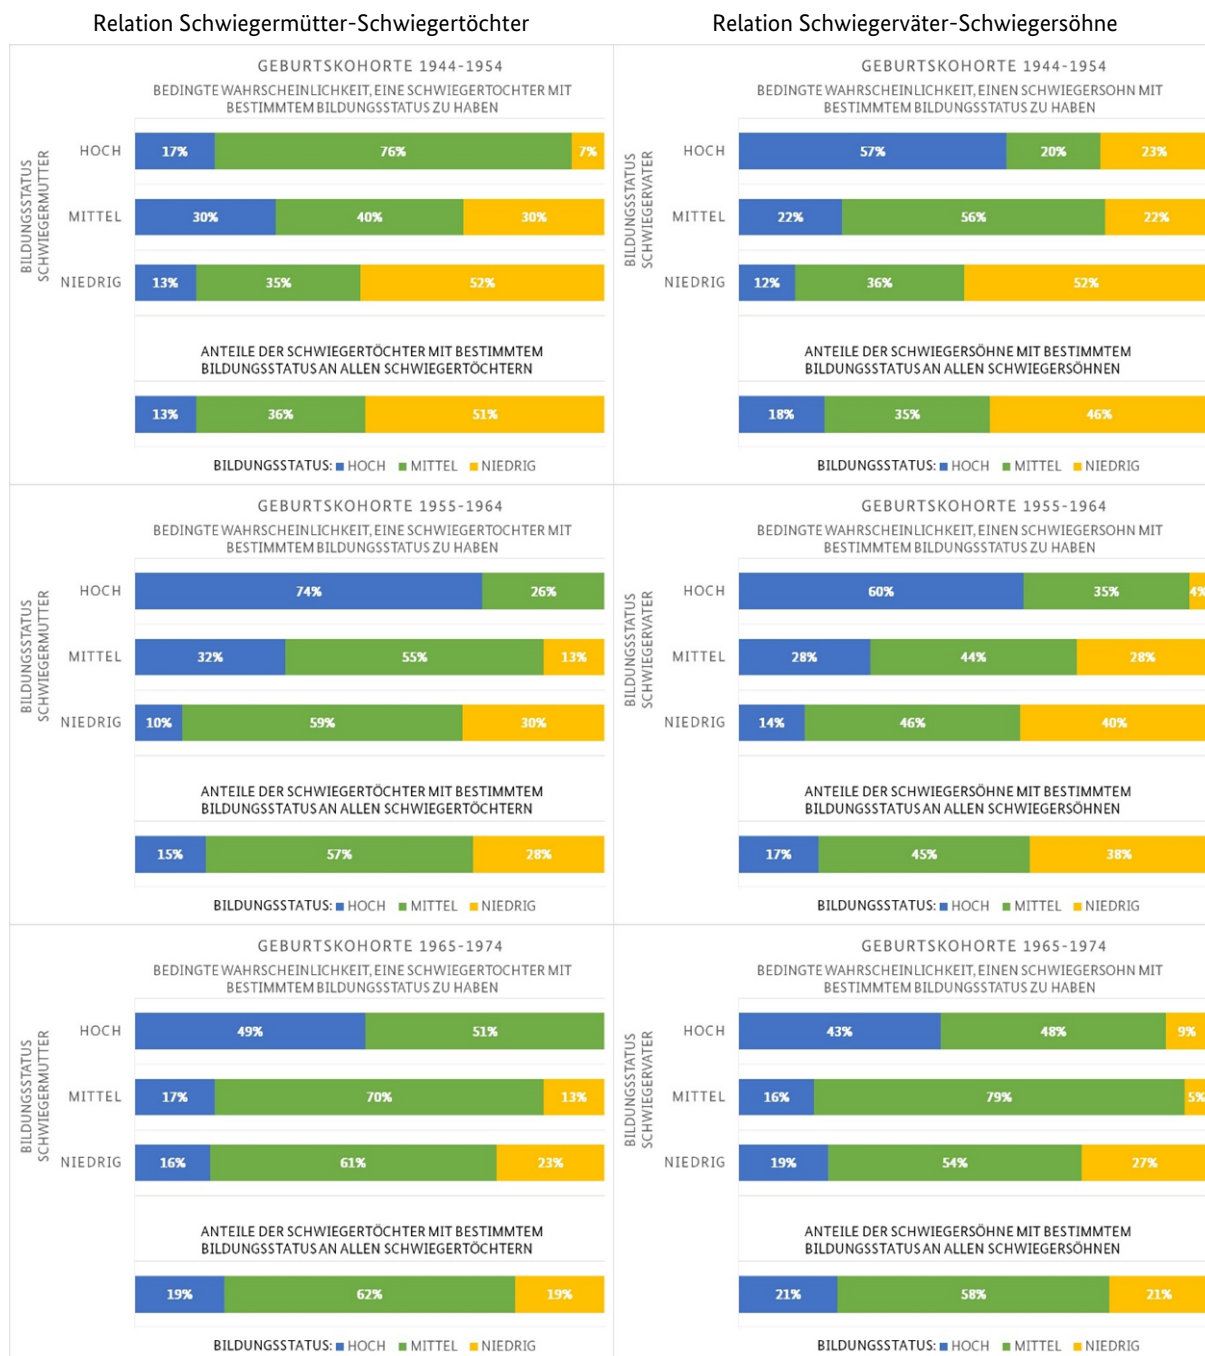 Relation Schwiegermütter-Schwiegertöchter
GEBURTSKOHORTE 1944-1954
BEDINGTE WAHRSCHEINLICHKEIT, EINE SCHWIEGERTOCHTER MIT
BESTIMMTEM BILDUNGSSTATUS ZU HABEN
BILDUNGSSTATUS
SCHWIEGERMUTTER
HOCH 17% 76% 7%
MITTEL 30% 40% 30%
NIEDRIG 13% 35% 52%
ANTEILE DER SCHWIEGERTÖCHTER MIT BESTIMMTEM
BILDUNGSSTATUS AN ALLEN SCHWIEGERTÖCHTERN
13% 36% 51%
BILDUNGSSTATUS: HOCH MITTEL NIEDRIG
Relation Schwiegerväter-Schwiegersöhne
GEBURTSKOHORTE 1944-1954
BEDINGTE WAHRSCHEINLICHKEIT, EINEN SCHWIEGERSOHN MIT
BESTIMMTEM BILDUNGSSTATUS ZU HABEN
BILDUNGSSTATUS
SCHWIEGERVATER
HOCH 57% 20% 23%
MITTEL 22% 56% 22%
NIEDRIG 12% 36% 52%
ANTEILE DER SCHWIEGERSÖHNE MIT BESTIMMTEM
BILDUNGSSTATUS AN ALLEN SCHWIEGERSÖHNEN
18% 35% 46%
BILDUNGSSTATUS: HOCH MITTEL NIEDRIG
GEBURTSKOHORTE 1955-1964
BEDINGTE WAHRSCHEINLICHKEIT, EINE SCHWIEGERTOCHTER MIT
BESTIMMTEM BILDUNGSSTATUS ZU HABEN
BILDUNGSSTATUS
SCHWIEGERMUTTER
HOCH 74% 26%
MITTEL 32% 55% 13%
NIEDRIG 10% 59% 30%
ANTEILE DER SCHWIEGERTÖCHTER MIT BESTIMMTEM
BILDUNGSSTATUS AN ALLEN SCHWIEGERTÖCHTERN
15% 57% 28%
BILDUNGSSTATUS: HOCH MITTEL NIEDRIG
GEBURTSKOHORTE 1955-1964
BEDINGTE WAHRSCHEINLICHKEIT, EINEN SCHWIEGERSOHN MIT
BESTIMMTEM BILDUNGSSTATUS ZU HABEN
BILDUNGSSTATUS
SCHWIEGERVATER
HOCH 60% 35% 4%
MITTEL 28% 44% 28%
NIEDRIG 14% 46% 40%
ANTEILE DER SCHWIEGERSÖHNE MIT BESTIMMTEM
BILDUNGSSTATUS AN ALLEN SCHWIEGERSÖHNEN
17% 45% 38%
BILDUNGSSTATUS: HOCH MITTEL NIEDRIG
GEBURTSKOHORTE 1965-1974
BEDINGTE WAHRSCHEINLICHKEIT, EINE SCHWIEGERTOCHTER MIT
BESTIMMTEM BILDUNGSSTATUS ZU HABEN
BILDUNGSSTATUS
SCHWIEGERMUTTER
HOCH 49% 51%
MITTEL 17% 70% 13%
NIEDRIG 16% 61% 23%
ANTEILE DER SCHWIEGERTÖCHTER MIT BESTIMMTEM
BILDUNGSSTATUS AN ALLEN SCHWIEGERTÖCHTERN
19% 62% 19%
BILDUNGSSTATUS: HOCH MITTEL NIEDRIG
GEBURTSKOHORTE 1965-1974
BEDINGTE WAHRSCHEINLICHKEIT, EINEN SCHWIEGERSOHN MIT
BESTIMMTEM BILDUNGSSTATUS ZU HABEN
BILDUNGSSTATUS
SCHWIEGERVATER
HOCH 43% 48% 9%
MITTEL 16% 79% 5%
NIEDRIG 19% 54% 27%
ANTEILE DER SCHWIEGERSÖHNE MIT BESTIMMTEM
BILDUNGSSTATUS AN ALLEN SCHWIEGERSÖHNEN
21% 58% 21%
BILDUNGSSTATUS: HOCH MITTEL NIEDRIG